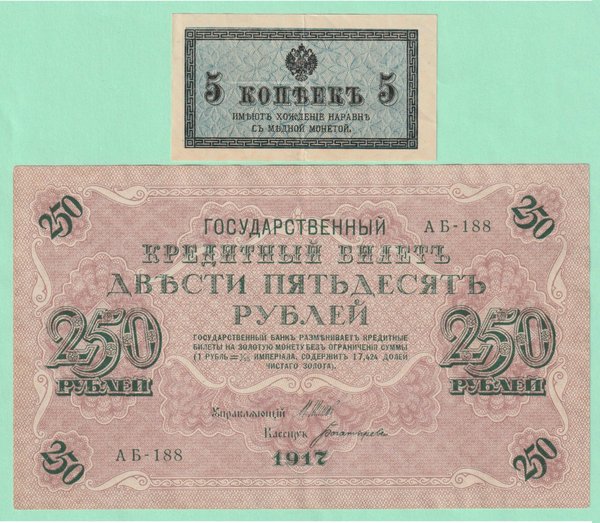 5 КОПѢЕКЪ 5
ИМѢЮТЪ ХОЖДЕНІЕ НАРАВНѢ
СЪ МѢДНОЙ МОНЕТОЙ.
250 250
ГОСУДАРСТВЕННЫЙ АБ-188
КРЕДИТНЫЙ БИЛЕТЪ
ДВѢСТИ ПЯТЬДЕСЯТЪ
РУБЛЕЙ
250 РУБЛЕЙ
ГОСУДАРСТВЕННЫЙ БАНКЪ РАЗМѢНИВАЕТЪ КРЕДИТНЫЕ
БИЛЕТЫ НА ЗОЛОТУЮ МОНЕТУ БЕЗЪ ОГРАНИЧЕНІЯ СУММЫ
(1 РУБЛЬ = 1/15 ИМПЕРІАЛА, СОДЕРЖИТЪ 17,424 ДОЛЕЙ
ЧИСТАГО ЗОЛОТА).
250 РУБЛЕЙ
Управляющій
Кассиръ
АБ-188
1917
250 250